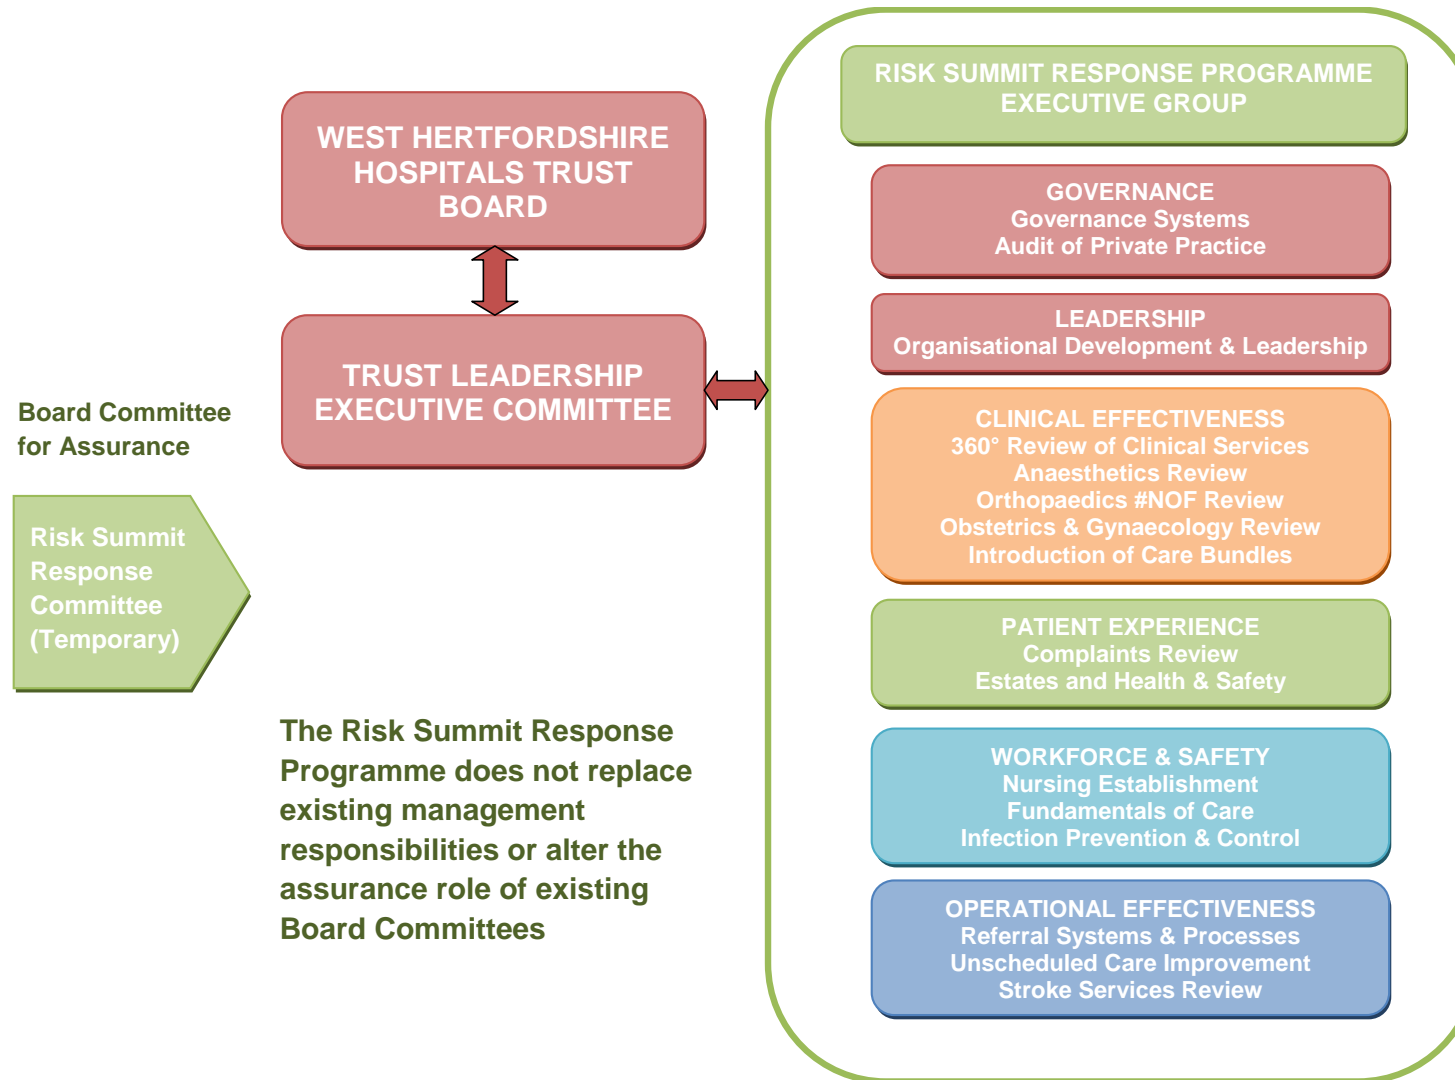 WEST HERTFORDSHIRE
HOSPITALS TRUST
BOARD
TRUST LEADERSHIP
EXECUTIVE COMMITTEE
Board Committee
for Assurance
Risk Summit
Response
Committee
(Temporary)
The Risk Summit Response
Programme does not replace
existing management
responsibilities or alter the
assurance role of existing
Board Committees
RISK SUMMIT RESPONSE PROGRAMME
EXECUTIVE GROUP
GOVERNANCE
Governance Systems
Audit of Private Practice
LEADERSHIP
Organisational Development & Leadership
CLINICAL EFFECTIVENESS
360° Review of Clinical Services
Anaesthetics Review
Orthopaedics #NOF Review
Obstetrics & Gynaecology Review
Introduction of Care Bundles
PATIENT EXPERIENCE
Complaints Review
Estates and Health & Safety
WORKFORCE & SAFETY
Nursing Establishment
Fundamentals of Care
Infection Prevention & Control
OPERATIONAL EFFECTIVENESS
Referral Systems & Processes
Unscheduled Care Improvement
Stroke Services Review